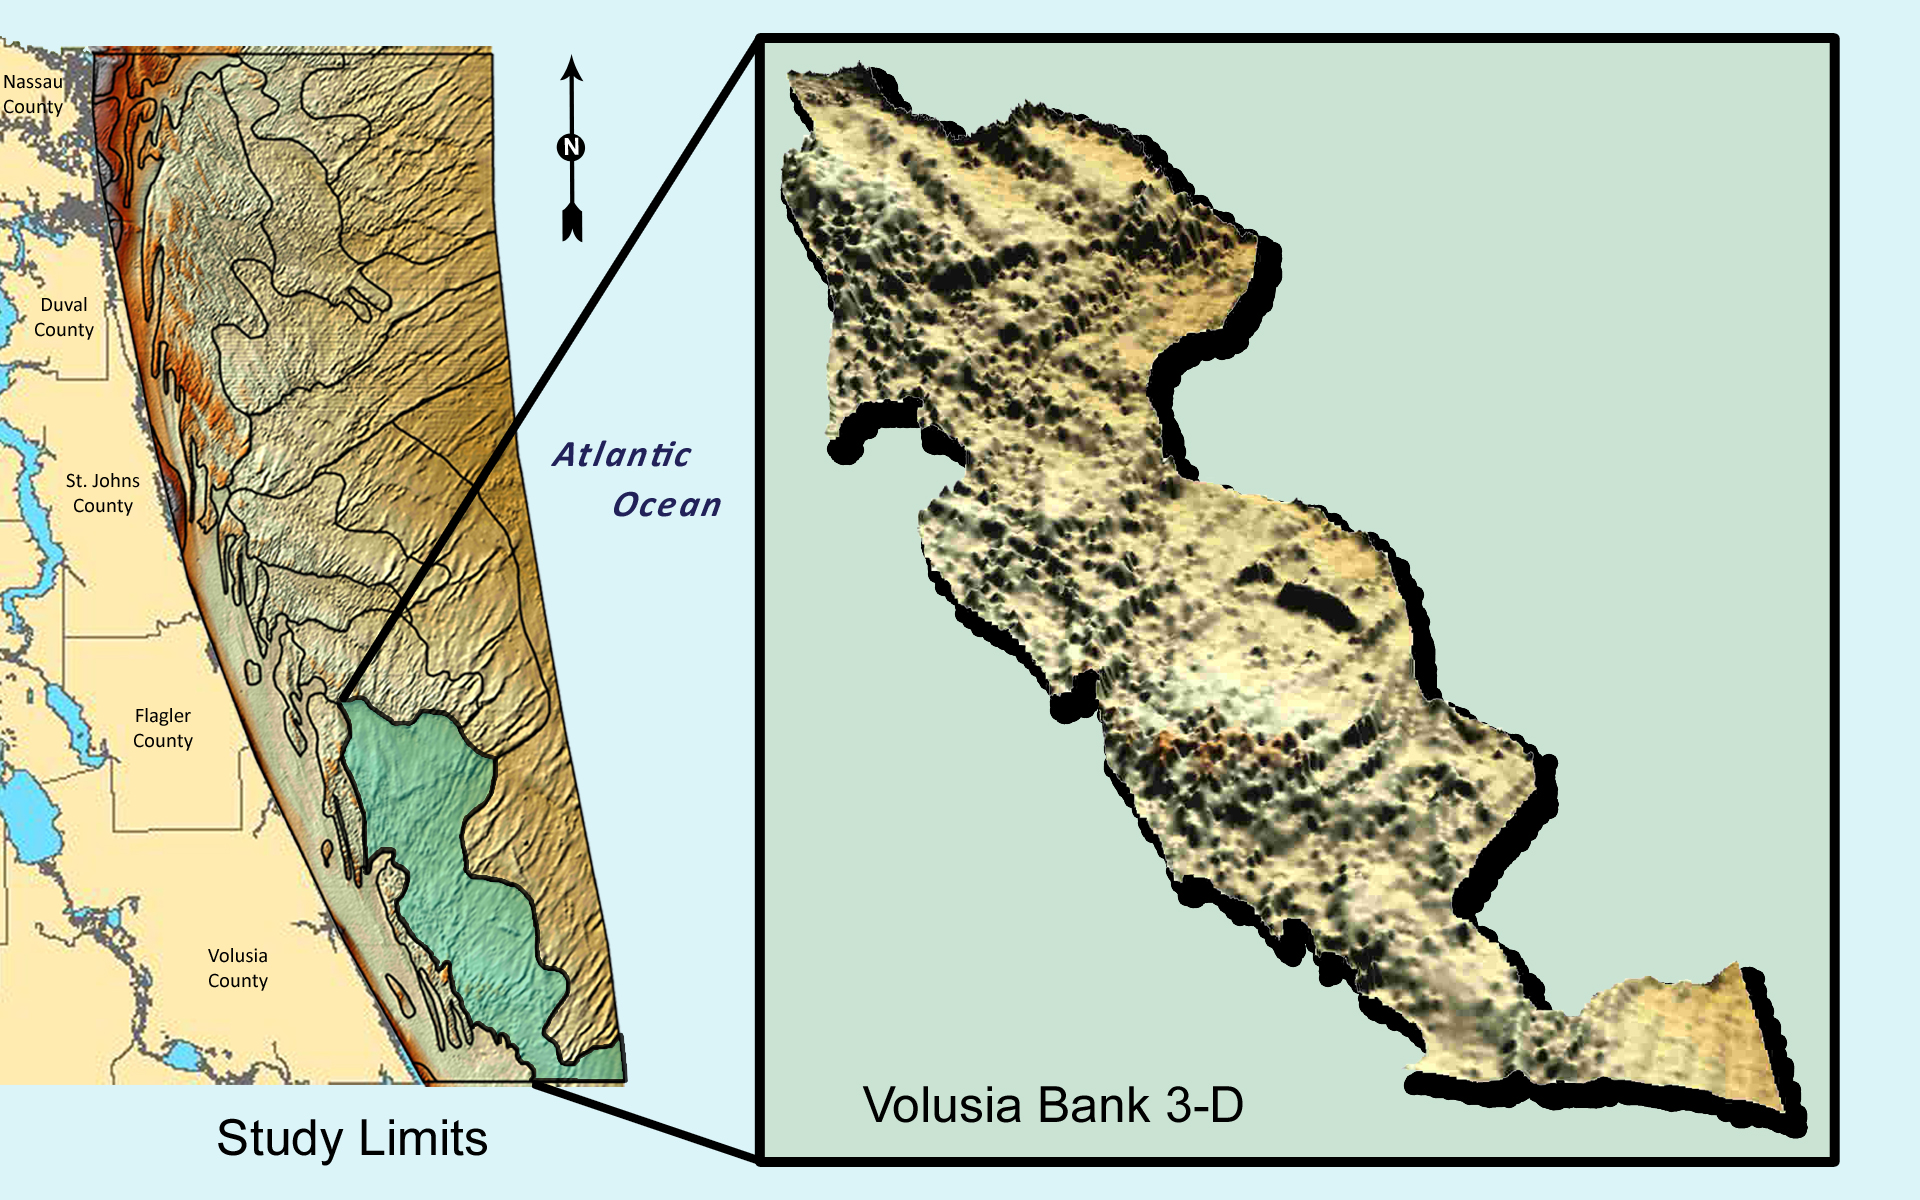 Nassau
County
N
Duval
County
Atlantic
Ocean
St. Johns
County
Flagler
County
Volusia
County
Study Limits
Volusia Bank 3-D